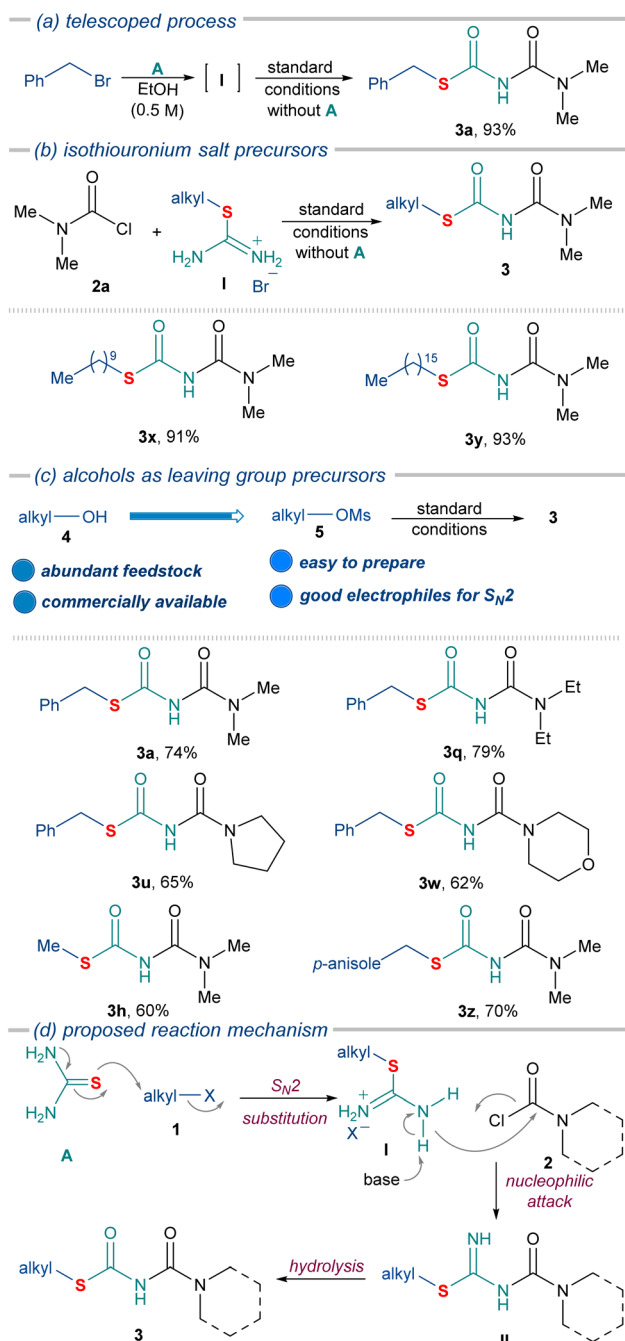 (a) telescoped process
Ph Br A EtOH (0.5 M) [ I ] standard conditions without A Ph S O N H O N Me Me
3a, 93%
(b) isothiouronium salt precursors
Me N Me O Cl
2a
+
alkyl S H2N + NH2 Br −
I
standard conditions without A
alkyl S O N H O N Me Me
3
Me ( )9 S O N H O N Me Me
3x, 91%
Me ( )15 S O N H O N Me Me
3y, 93%
(c) alcohols as leaving group precursors
alkyl OH
4
alkyl OMs
5
standard conditions
3
abundant feedstock
easy to prepare
commercially available
good electrophiles for SN2
Ph S O N H O N Me Me
3a, 74%
Ph S O N H O N Et Et
3q, 79%
Ph S O N H O N
3u, 65%
Ph S O N H O N O
3w, 62%
Me S O N H O N Me Me
3h, 60%
p-anisole S O N H O N Me Me
3z, 70%
(d) proposed reaction mechanism
H2N S H2N
A
alkyl X
1
SN2
substitution
alkyl S + H2N N H H X−
I
base
O Cl N
2
nucleophilic
attack
alkyl S NH N H O N
II
hydrolysis
alkyl S O N H O N
3